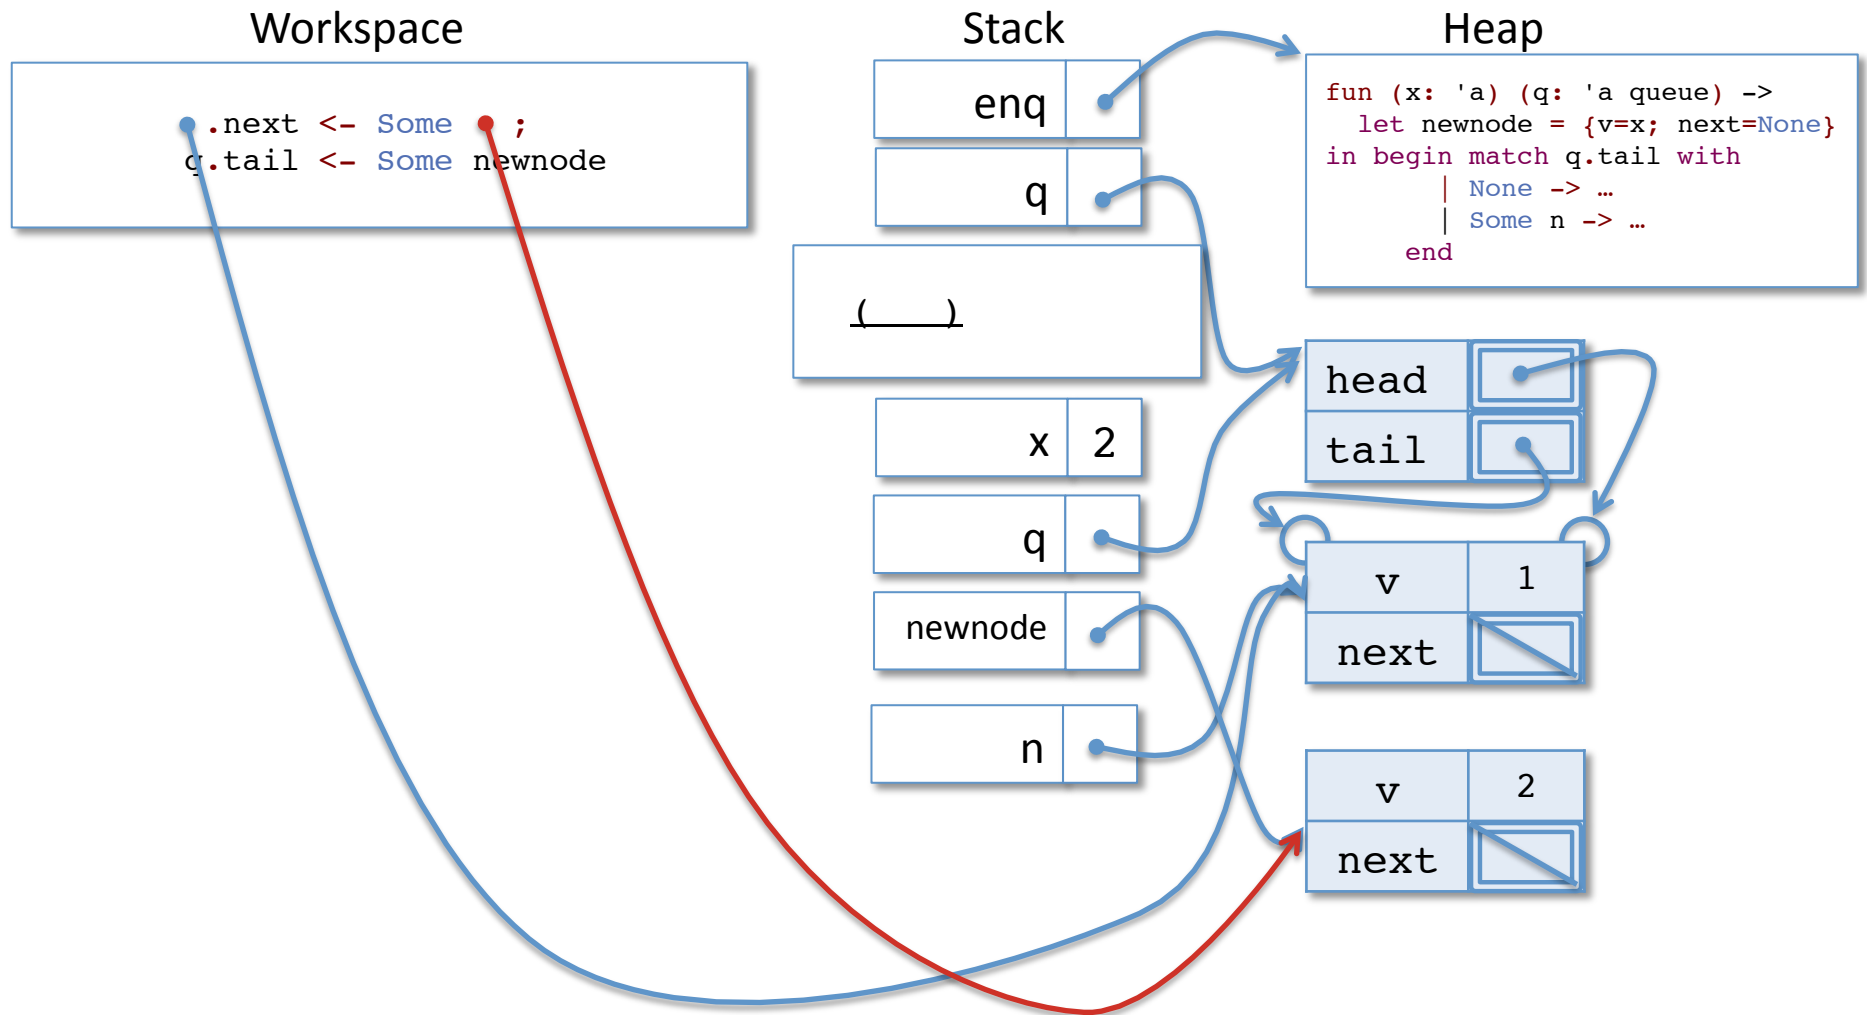 Workspace
.next <- Some ;
q.tail <- Some newnode
Stack
enq
q
(    )
x 2
q
newnode
n
Heap
fun (x: 'a) (q: 'a queue) ->
let newnode = {v=x; next=None}
in begin match q.tail with
| None -> …
| Some n -> …
end
head
tail
v 1
next
v 2
next